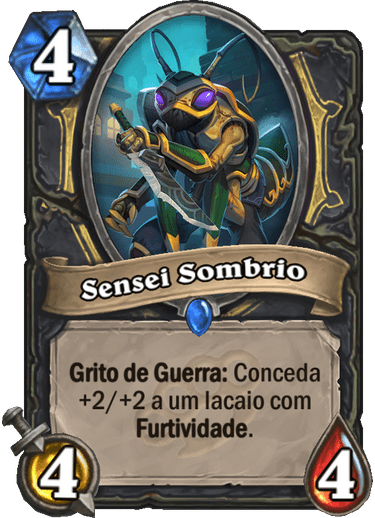 4
Sensei Sombrio
Grito de Guerra: Conceda
+2/+2 a um lacaio com
Furtividade.
4
4